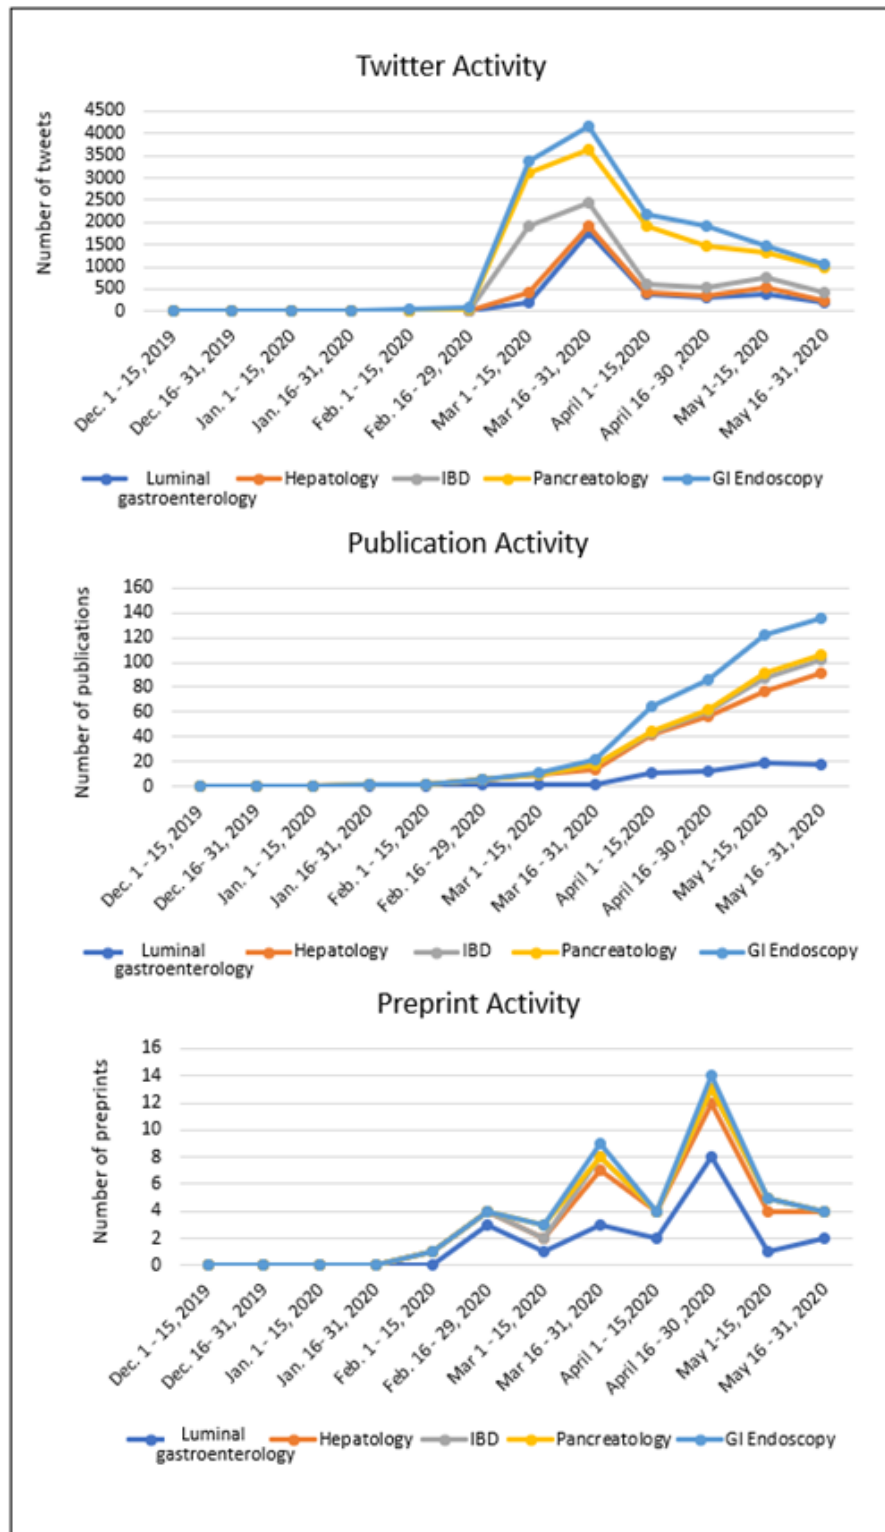 Twitter Activity
Number of tweets
4500
4000
3500
3000
2500
2000
1500
1000
500
0
Dec. 1 - 15, 2019
Dec. 16- 31, 2019
Jan. 1 - 15, 2020
Jan. 16- 31, 2020
Feb. 1 - 15, 2020
Feb. 16 - 29, 2020
Mar 1 - 15, 2020
Mar 16 - 31, 2020
April 1 - 15,2020
April 16 - 30 ,2020
May 1-15, 2020
May 16 - 31, 2020
Luminal gastroenterology
Hepatology
IBD
Pancreatology
GI Endoscopy
Publication Activity
Number of publications
160
140
120
100
80
60
40
20
0
Dec. 1 - 15, 2019
Dec. 16- 31, 2019
Jan. 1 - 15, 2020
Jan. 16- 31, 2020
Feb. 1 - 15, 2020
Feb. 16 - 29, 2020
Mar 1 - 15, 2020
Mar 16 - 31, 2020
April 1 - 15,2020
April 16 - 30 ,2020
May 1-15, 2020
May 16 - 31, 2020
Luminal gastroenterology
Hepatology
IBD
Pancreatology
GI Endoscopy
Preprint Activity
Number of preprints
16
14
12
10
8
6
4
2
0
Dec. 1 - 15, 2019
Dec. 16- 31, 2019
Jan. 1 - 15, 2020
Jan. 16- 31, 2020
Feb. 1 - 15, 2020
Feb. 16 - 29, 2020
Mar 1 - 15, 2020
Mar 16 - 31, 2020
April 1 - 15,2020
April 16 - 30 ,2020
May 1-15, 2020
May 16 - 31, 2020
Luminal gastroenterology
Hepatology
IBD
Pancreatology
GI Endoscopy